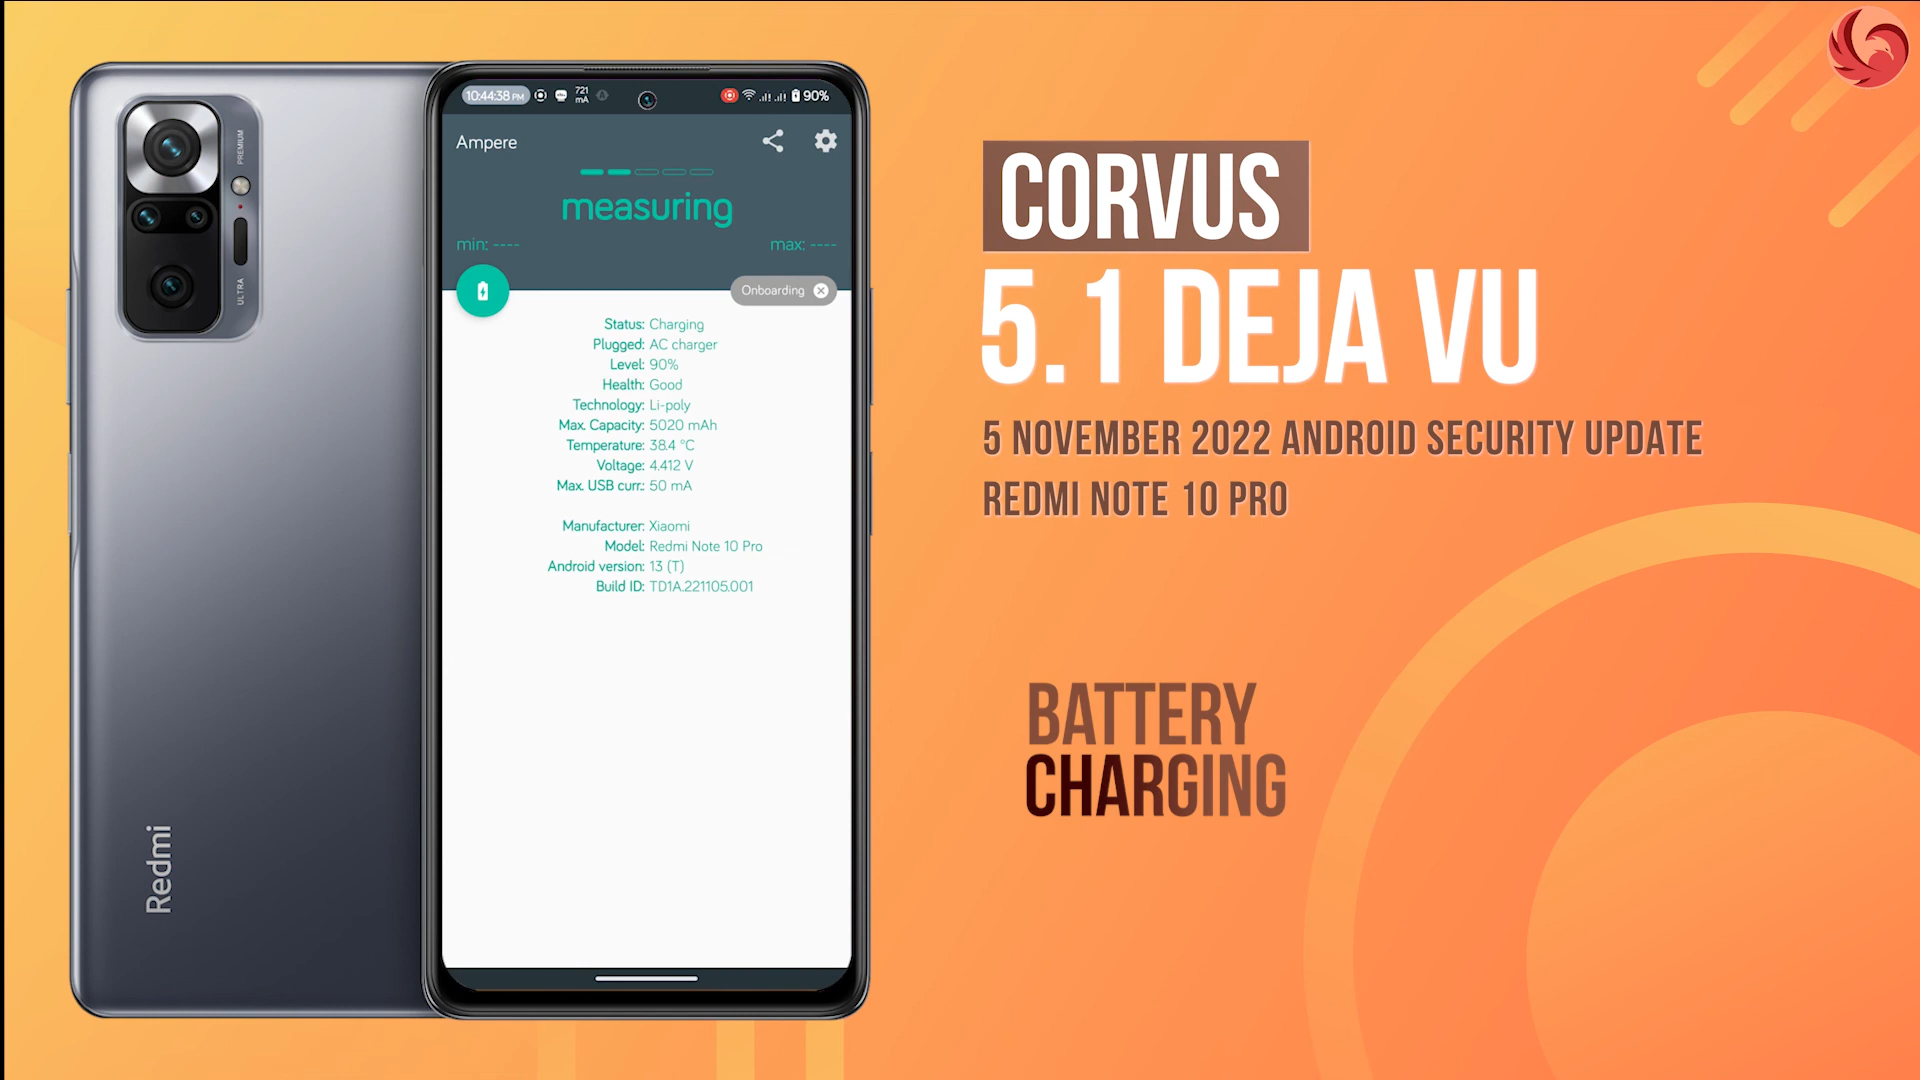 PREMIUM
ULTRA
Redmi
10:44:38 PM
721
mA
90%
Ampere
measuring
min: ----
max: ----
Onboarding
Status: Charging
Plugged: AC charger
Level: 90%
Health: Good
Technology: Li-poly
Max. Capacity: 5020 mAh
Temperature: 38.4 °C
Voltage: 4.412 V
Max. USB curr.: 50 mA
Manufacturer: Xiaomi
Model: Redmi Note 10 Pro
Android version: 13 (T)
Build ID: TD1A.221105.001
CORVUS
5.1 DEJA VU
5 NOVEMBER 2022 ANDROID SECURITY UPDATE
REDMI NOTE 10 PRO
BATTERY
CHARGING